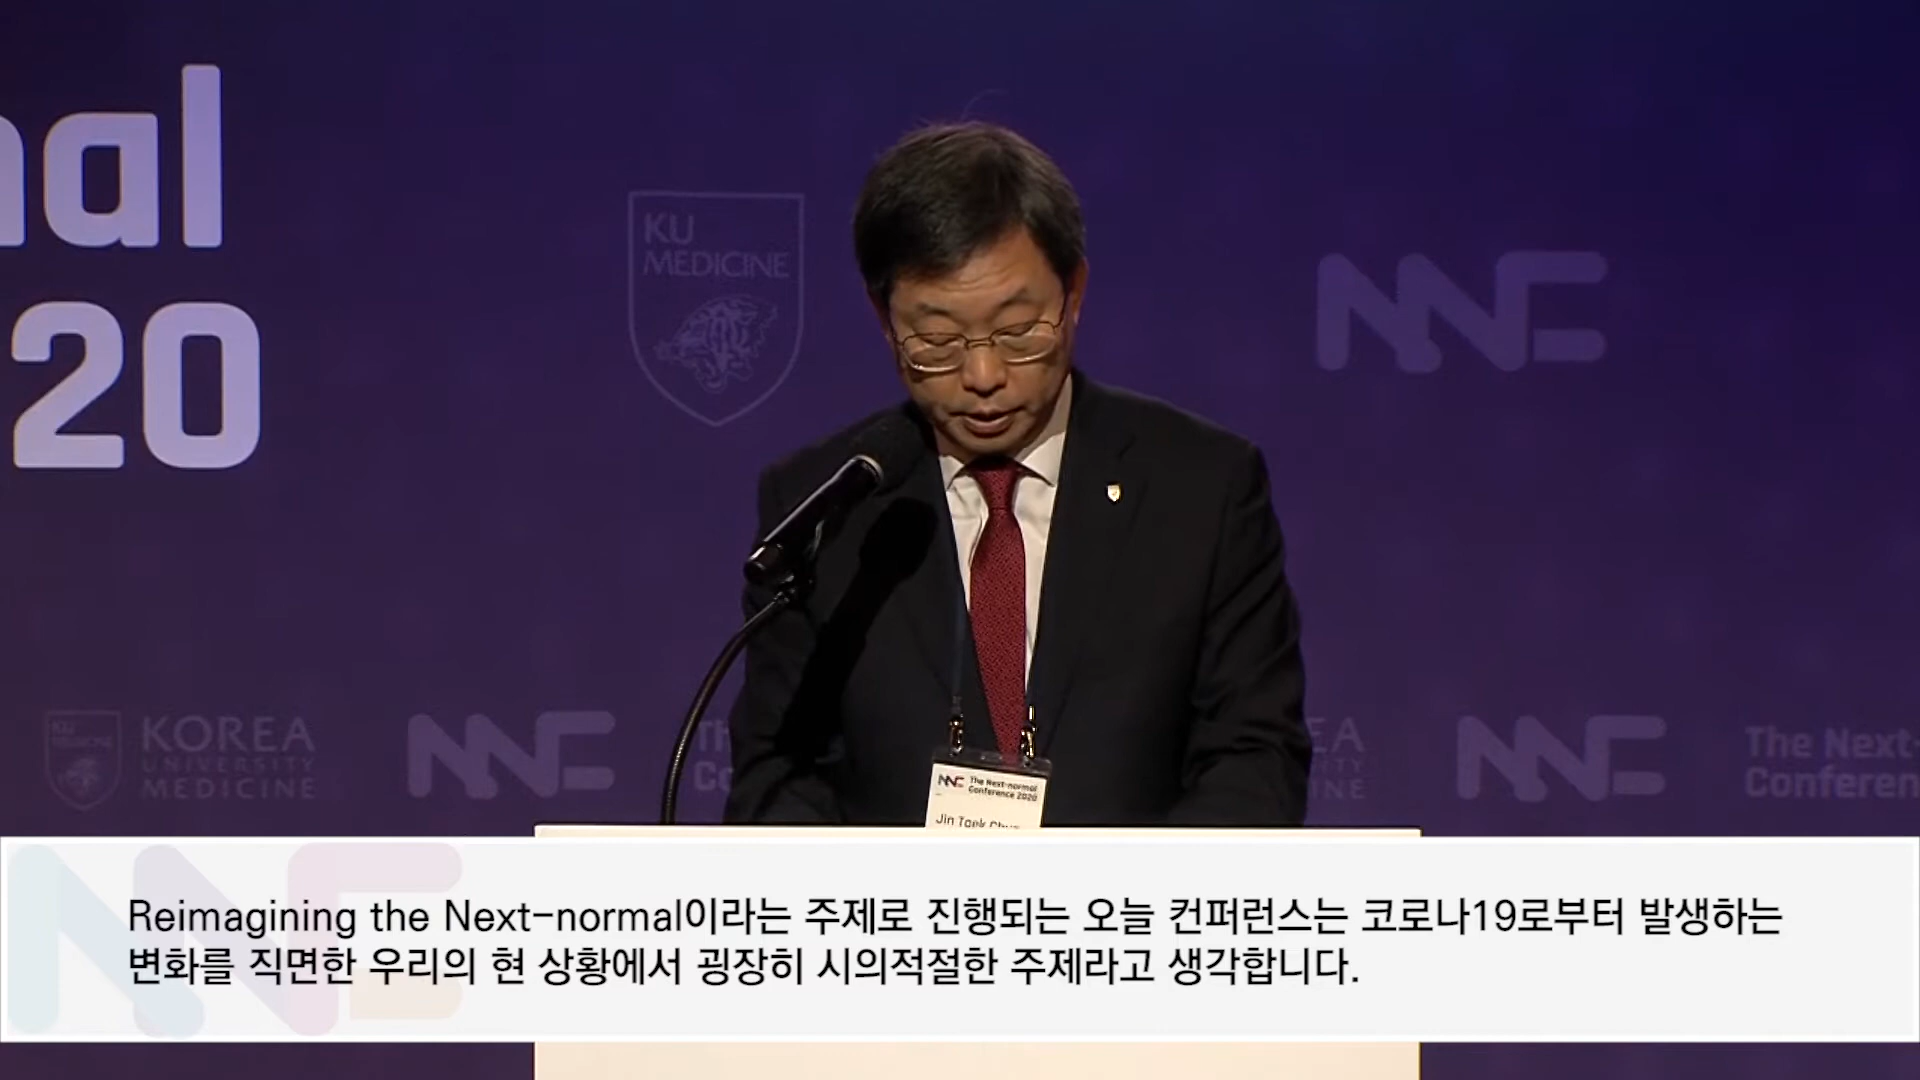 nal
20
KU
MEDICINE
NNC
KU
MEDICINE
KOREA
UNIVERSITY
MEDICINE
NNC
The Next-
Conferen
NNC
The Next-normal
Conference 2020
Jin Taek
Reimagining the Next-normal이라는 주제로 진행되는 오늘 컨퍼런스는 코로나19로부터 발생하는
변화를 직면한 우리의 현 상황에서 굉장히 시의적절한 주제라고 생각합니다.